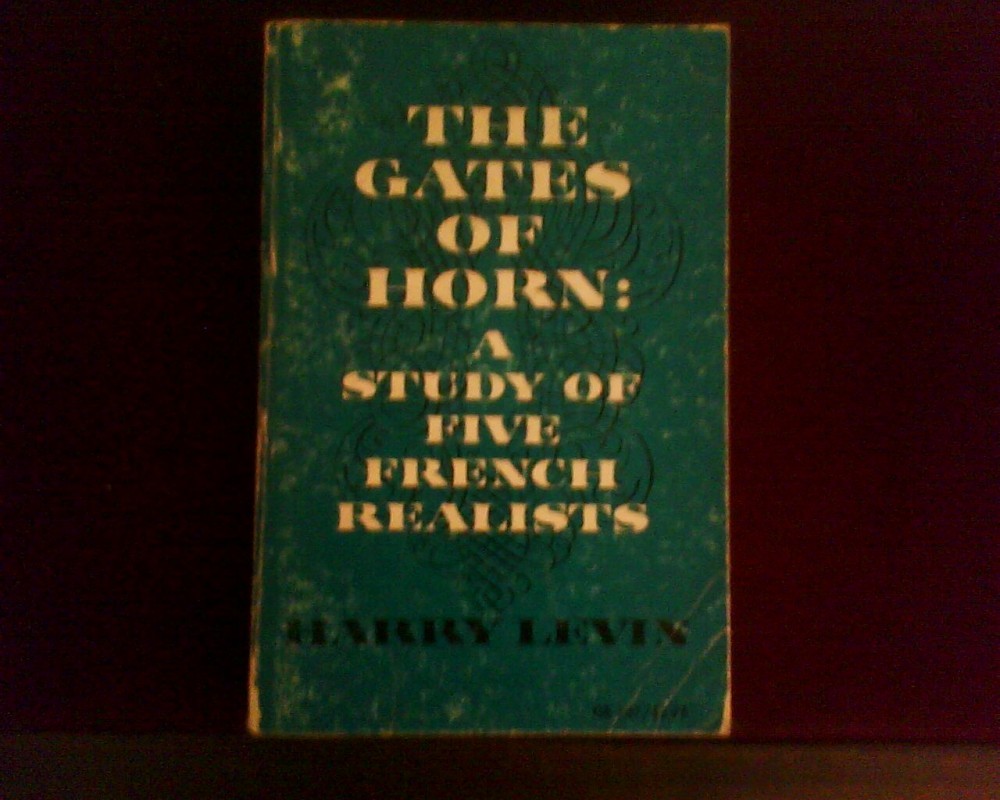 THE
GATES
OF
HORN:
A
STUDY OF
FIVE
FRENCH
REALISTS
HARRY LEVIN